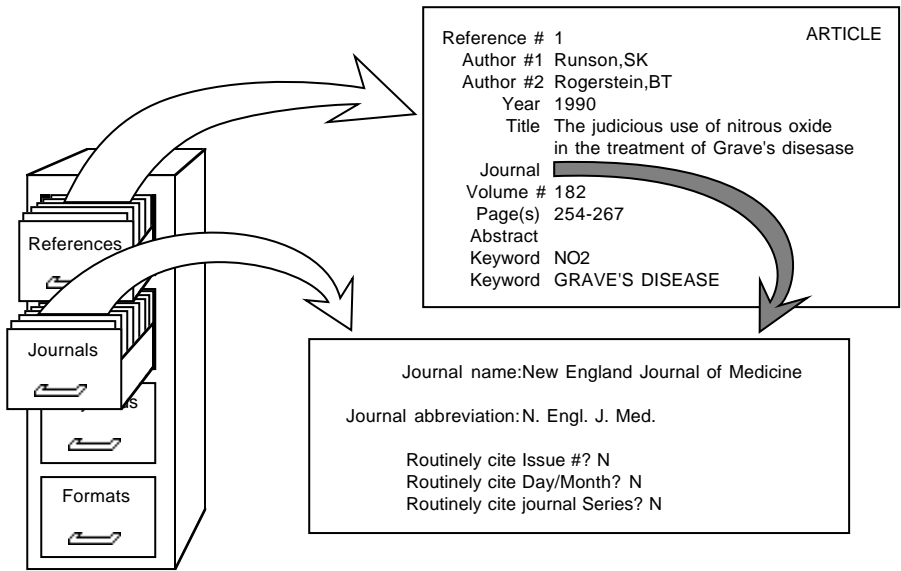 Reference # 1
ARTICLE
Author #1 Runson,SK
Author #2 Rogerstein,BT
Year 1990
Title The judicious use of nitrous oxide
in the treatment of Grave's disesase
Journal
Volume # 182
Page(s) 254-267
Abstract
Keyword NO2
Keyword GRAVE'S DISEASE
References
Journals
Formats
Journal name:New England Journal of Medicine
Journal abbreviation:N. Engl. J. Med.
Routinely cite Issue #? N
Routinely cite Day/Month? N
Routinely cite journal Series? N